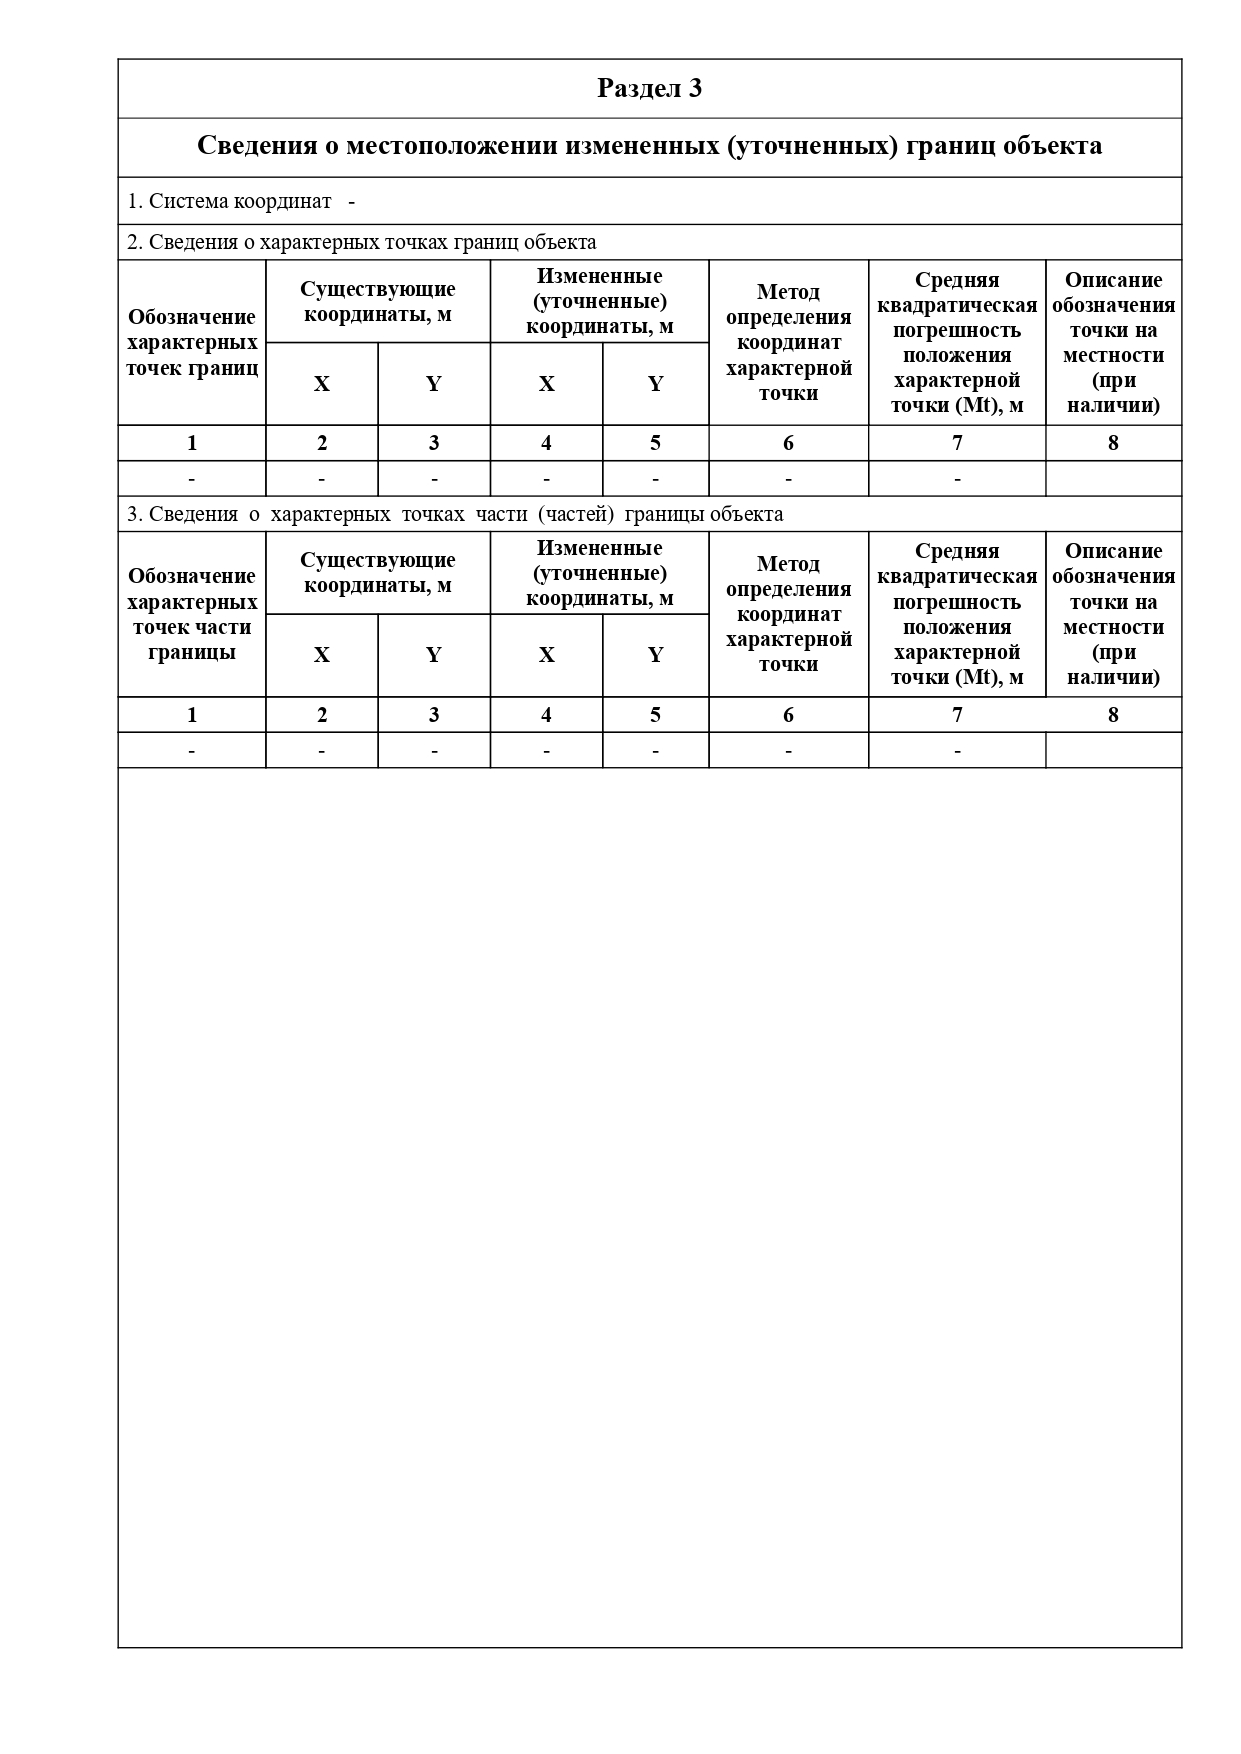 Раздел 3
Сведения о местоположении измененных (уточненных) границ объекта
1. Система координат -
2. Сведения о характерных точках границ объекта
Обозначение
характерных
точек границ
Существующие
координаты, м
Измененные
(уточненные)
координаты, м
Метод
определения
координат
характерной
точки
Средняя
квадратическая
погрешность
положения
характерной
точки (Mt), м
Описание
обозначения
точки на
местности
(при
наличии)
X Y X Y
1 2 3 4 5 6 7 8
- - - - - - -
3. Сведения о характерных точках части (частей) границы объекта
Обозначение
характерных
точек части
границы
Существующие
координаты, м
Измененные
(уточненные)
координаты, м
Метод
определения
координат
характерной
точки
Средняя
квадратическая
погрешность
положения
характерной
точки (Mt), м
Описание
обозначения
точки на
местности
(при
наличии)
X Y X Y
1 2 3 4 5 6 7 8
- - - - - - -